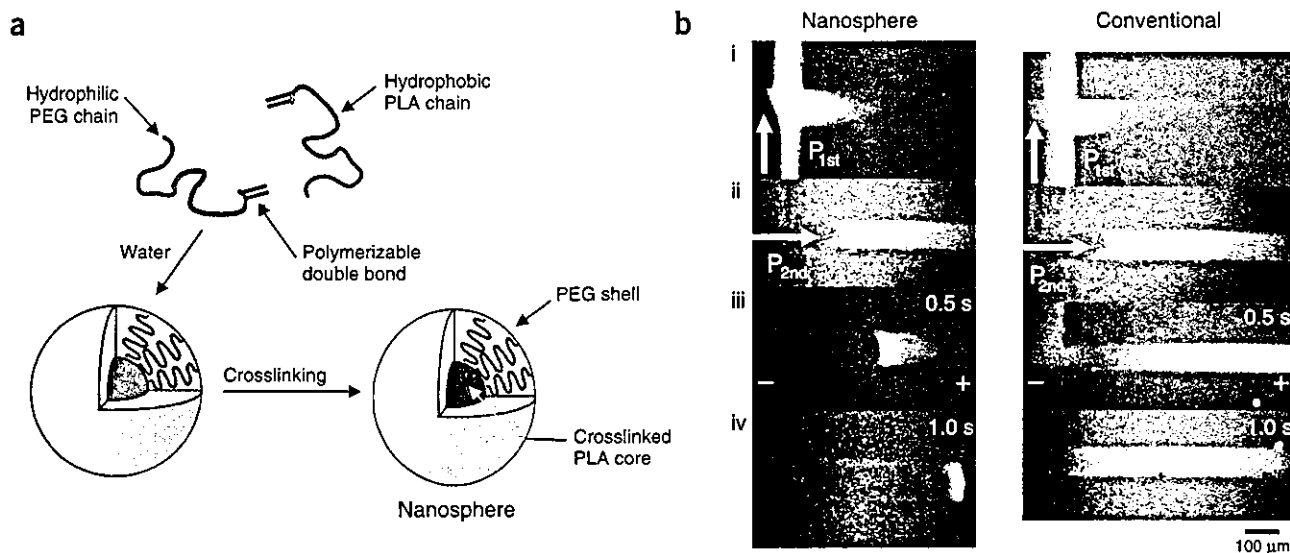 a
Hydrophilic
PEG chain
Hydrophobic
PLA chain
Water
Polymerizable
double bond
PEG shell
Crosslinking
Crosslinked
PLA core
Nanosphere
b
Nanosphere
Conventional
i
P1st
P1st
ii
P2nd
P2nd
iii
0.5 s
0.5 s
−
+
−
+
iv
1.0 s
1.0 s
100 µm